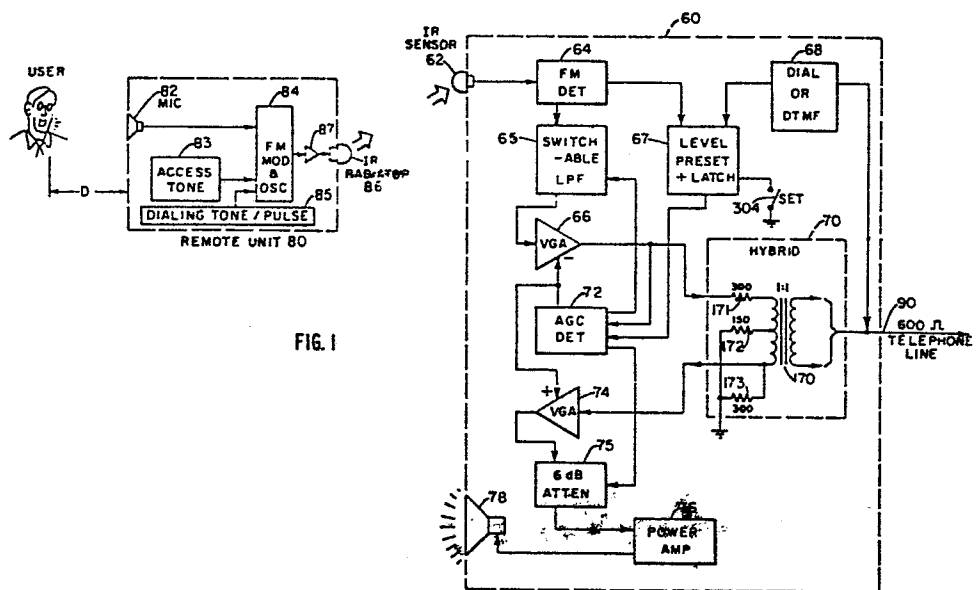 USER
82
MIC
83
ACCESS
TONE
84
FM
MOD
&
OSC
87
IR
RADIATOR
86
85
DIALING TONE / PULSE
D
REMOTE UNIT 80
FIG. 1
60
IR
SENSOR
62
64
FM
DET
68
DIAL
OR
DTMF
65
SWITCH
-ABLE
LPF
67
LEVEL
PRESET
+ LATCH
304
SET
66
VGA
-
70
HYBRID
300
171
150
172
173
300
1:1
170
90
600 Ω
TELEPHONE
LINE
72
AGC
DET
+
VGA
74
75
6 dB
ATTEN
78
76
POWER
AMP